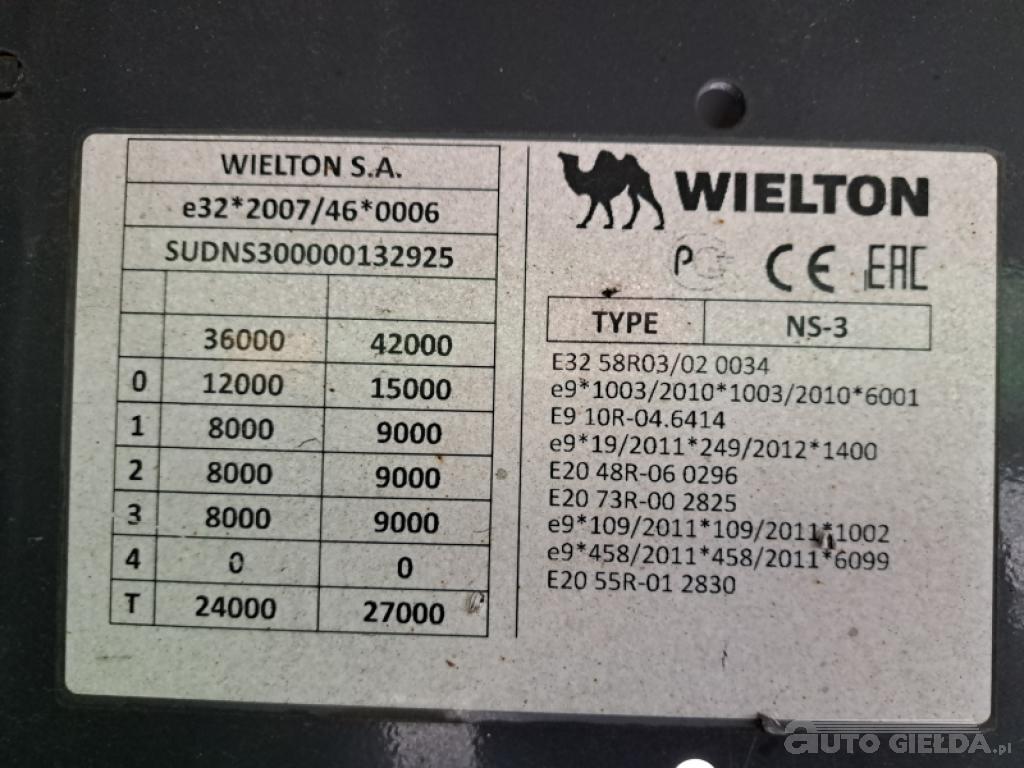 WIELTON S.A.
e32*2007/46*0006
SUDNS300000132925
36000 42000
0 12000 15000
1 8000 9000
2 8000 9000
3 8000 9000
4 0 0
T 24000 27000
WIELTON
CE EAC
TYPE NS-3
E32 58R03/02 0034
e9*1003/2010*1003/2010*6001
E9 10R-04.6414
e9*19/2011*249/2012*1400
E20 48R-06 0296
E20 73R-00 2825
e9*109/2011*109/2011*1002
e9*458/2011*458/2011*6099
E20 55R-01 2830
AUTO GIEŁDA.pl